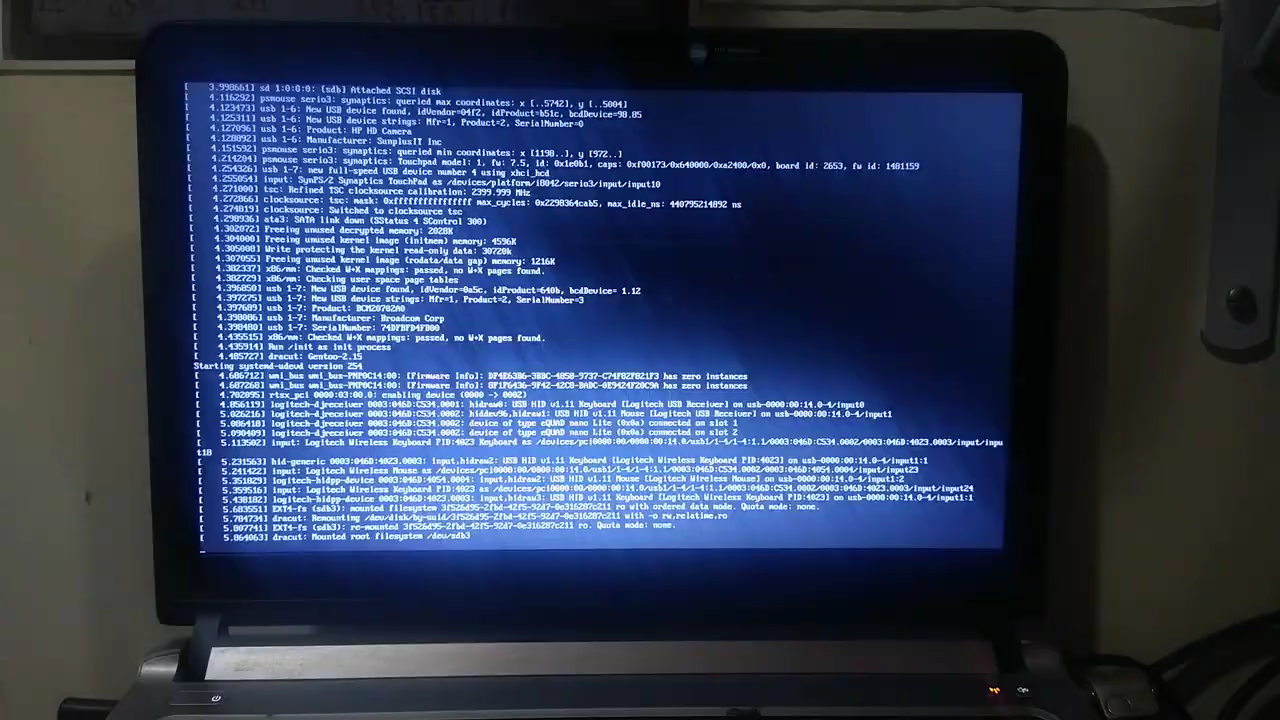 [    3.998661] sd 1:0:0:0: [sdb] Attached SCSI disk
[    4.116292] psmouse serio3: synaptics: queried max coordinates: x [..5742], y [..5004]
[    4.123473] usb 1-6: New USB device found, idVendor=04f2, idProduct=b51c, bcdDevice=98.85
[    4.125311] usb 1-6: New USB device strings: Mfr=1, Product=2, SerialNumber=0
[    4.127096] usb 1-6: Product: HP HD Camera
[    4.128892] usb 1-6: Manufacturer: SunplusIT Inc
[    4.151592] psmouse serio3: synaptics: queried min coordinates: x [1198..], y [972..]
[    4.214204] psmouse serio3: synaptics: Touchpad model: 1, fw: 7.5, id: 0x1e0b1, caps: 0xf00173/0x640000/0xa2400/0x0, board id: 2653, fw id: 1481159
[    4.254326] usb 1-7: new full-speed USB device number 4 using xhci_hcd
[    4.255054] input: SynPS/2 Synaptics TouchPad as /devices/platform/i8042/serio3/input/input10
[    4.271000] tsc: Refined TSC clocksource calibration: 2399.999 MHz
[    4.272866] clocksource: tsc: mask: 0xffffffffffffffff max_cycles: 0x2298364cab5, max_idle_ns: 440795214892 ns
[    4.274819] clocksource: Switched to clocksource tsc
[    4.298936] ata3: SATA link down (SStatus 4 SControl 300)
[    4.302072] Freeing unused decrypted memory: 2028K
[    4.304000] Freeing unused kernel image (initmem) memory: 4596K
[    4.305008] Write protecting the kernel read-only data: 30720k
[    4.307055] Freeing unused kernel image (rodata/data gap) memory: 1216K
[    4.382337] x86/mm: Checked W+X mappings: passed, no W+X pages found.
[    4.382729] x86/mm: Checking user space page tables
[    4.396850] usb 1-7: New USB device found, idVendor=0a5c, idProduct=640b, bcdDevice= 1.12
[    4.397275] usb 1-7: New USB device strings: Mfr=1, Product=2, SerialNumber=3
[    4.397689] usb 1-7: Product: BCM20702A0
[    4.398086] usb 1-7: Manufacturer: Broadcom Corp
[    4.398480] usb 1-7: SerialNumber: 74DFBFD4FB00
[    4.435515] x86/mm: Checked W+X mappings: passed, no W+X pages found.
[    4.435914] Run /init as init process
[    4.485727] dracut: Gentoo-2.15
Starting systemd-udevd version 254
[    4.686712] wmi_bus wmi_bus-PNP0C14:00: [Firmware Info]: DF4E63B6-3BBC-4858-9737-C74F82F821F3 has zero instances
[    4.687268] wmi_bus wmi_bus-PNP0C14:00: [Firmware Info]: 8F1F6436-9F42-42C8-BADC-0E9424F20C9A has zero instances
[    4.702095] rtsx_pci 0000:03:00.0: enabling device (0000 -> 0002)
[    4.856119] logitech-djreceiver 0003:046D:C534.0001: hidraw0: USB HID v1.11 Keyboard [Logitech USB Receiver] on usb-0000:00:14.0-4/input0
[    5.026216] logitech-djreceiver 0003:046D:C534.0002: hiddev96,hidraw1: USB HID v1.11 Mouse [Logitech USB Receiver] on usb-0000:00:14.0-4/input1
[    5.086418] logitech-djreceiver 0003:046D:C534.0002: device of type eQUAD nano Lite (0x0a) connected on slot 1
[    5.090409] logitech-djreceiver 0003:046D:C534.0002: device of type eQUAD nano Lite (0x0a) connected on slot 2
[    5.113502] input: Logitech Wireless Keyboard PID:4023 Keyboard as /devices/pci0000:00/0000:00:14.0/usb1/1-4/1-4:1.1/0003:046D:C534.0002/0003:046D:4023.0003/input/inpu
t18
[    5.231563] hid-generic 0003:046D:4023.0003: input,hidraw2: USB HID v1.11 Keyboard [Logitech Wireless Keyboard PID:4023] on usb-0000:00:14.0-4/input1:1
[    5.241422] input: Logitech Wireless Mouse as /devices/pci0000:00/0000:00:14.0/usb1/1-4/1-4:1.1/0003:046D:C534.0002/0003:046D:4054.0004/input/input23
[    5.351829] logitech-hidpp-device 0003:046D:4054.0004: input,hidraw2: USB HID v1.11 Mouse [Logitech Wireless Mouse] on usb-0000:00:14.0-4/input1:2
[    5.359516] input: Logitech Wireless Keyboard PID:4023 as /devices/pci0000:00/0000:00:14.0/usb1/1-4/1-4:1.1/0003:046D:C534.0002/0003:046D:4023.0003/input/input24
[    5.438182] logitech-hidpp-device 0003:046D:4023.0003: input,hidraw3: USB HID v1.11 Keyboard [Logitech Wireless Keyboard PID:4023] on usb-0000:00:14.0-4/input1:1
[    5.683551] EXT4-fs (sdb3): mounted filesystem 3f526d95-2fbd-42f5-92d7-0e316287c211 ro with ordered data mode. Quota mode: none.
[    5.784734] dracut: Remounting /dev/disk/by-uuid/3f526d95-2fbd-42f5-92d7-0e316287c211 with -o rw,relatime,ro
[    5.807741] EXT4-fs (sdb3): re-mounted 3f526d95-2fbd-42f5-92d7-0e316287c211 ro. Quota mode: none.
[    5.864063] dracut: Mounted root filesystem /dev/sdb3